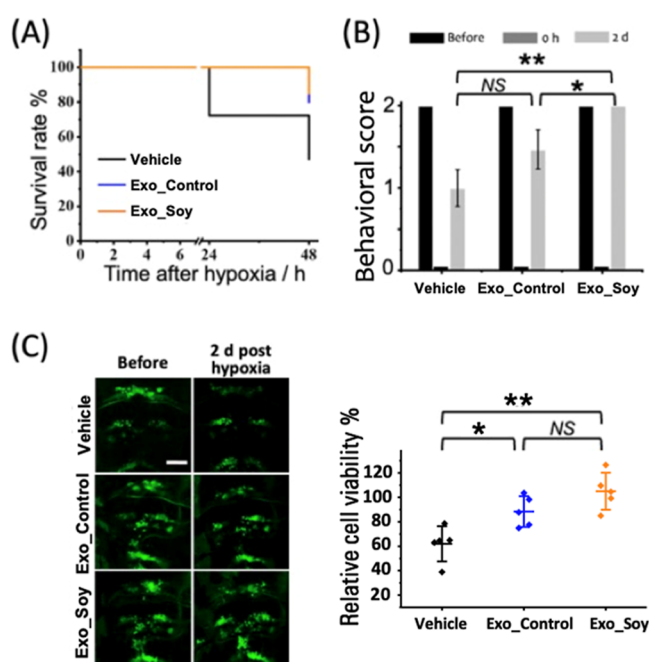 (A)
Survival rate %
100
80
60
40
20
0
Vehicle
Exo_Control
Exo_Soy
0 2 4 6 24 48
Time after hypoxia / h
(B)
Before 0 h 2 d
**
NS *
Behavioral score
2
1
0
Vehicle Exo_Control Exo_Soy
(C)
Before 2 d post
hypoxia
Vehicle
Exo_Control
Exo_Soy
**
* NS
Relative cell viability %
120
100
80
60
40
20
Vehicle Exo_Control Exo_Soy